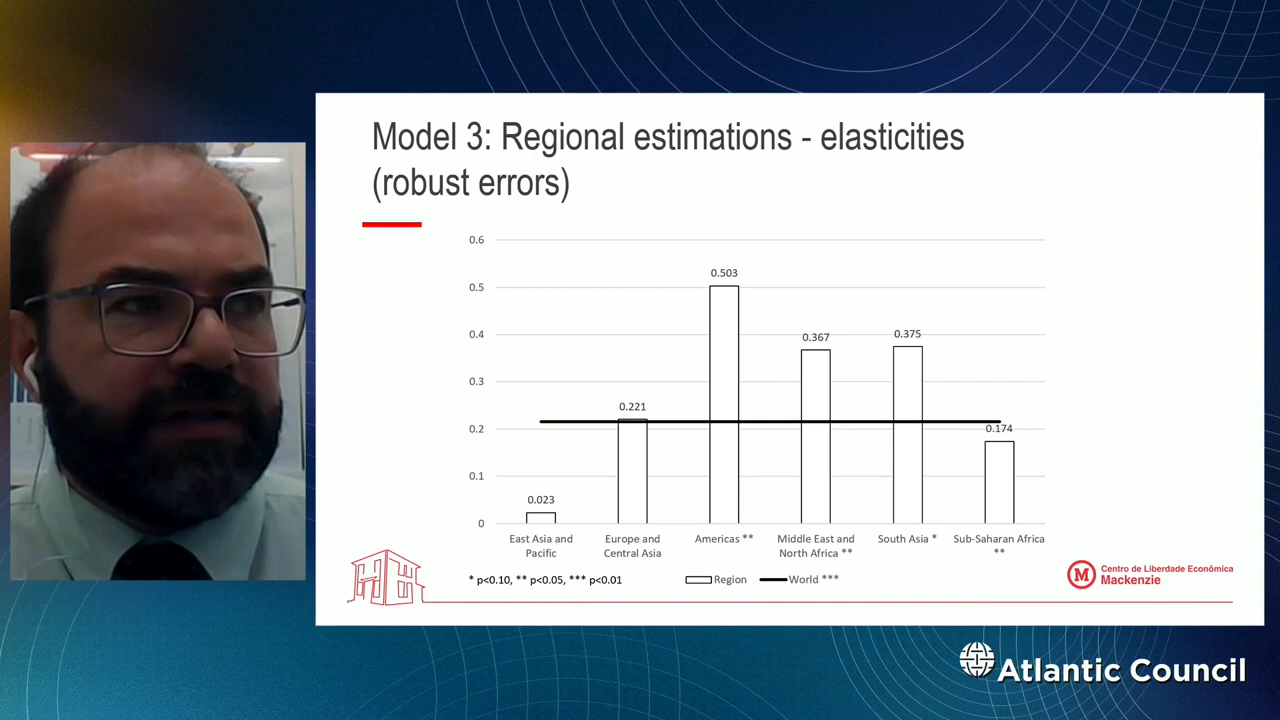 Model 3: Regional estimations - elasticities
(robust errors)
0.6
0.5
0.4
0.3
0.2
0.1
0
0.023
0.221
0.503
0.367
0.375
0.174
East Asia and
Pacific
Europe and
Central Asia
Americas **
Middle East and
North Africa **
South Asia *
Sub-Saharan Africa
**
* p<0.10, ** p<0.05, *** p<0.01
Region
World ***
M
Centro de Liberdade Econômica
Mackenzie
Atlantic Council